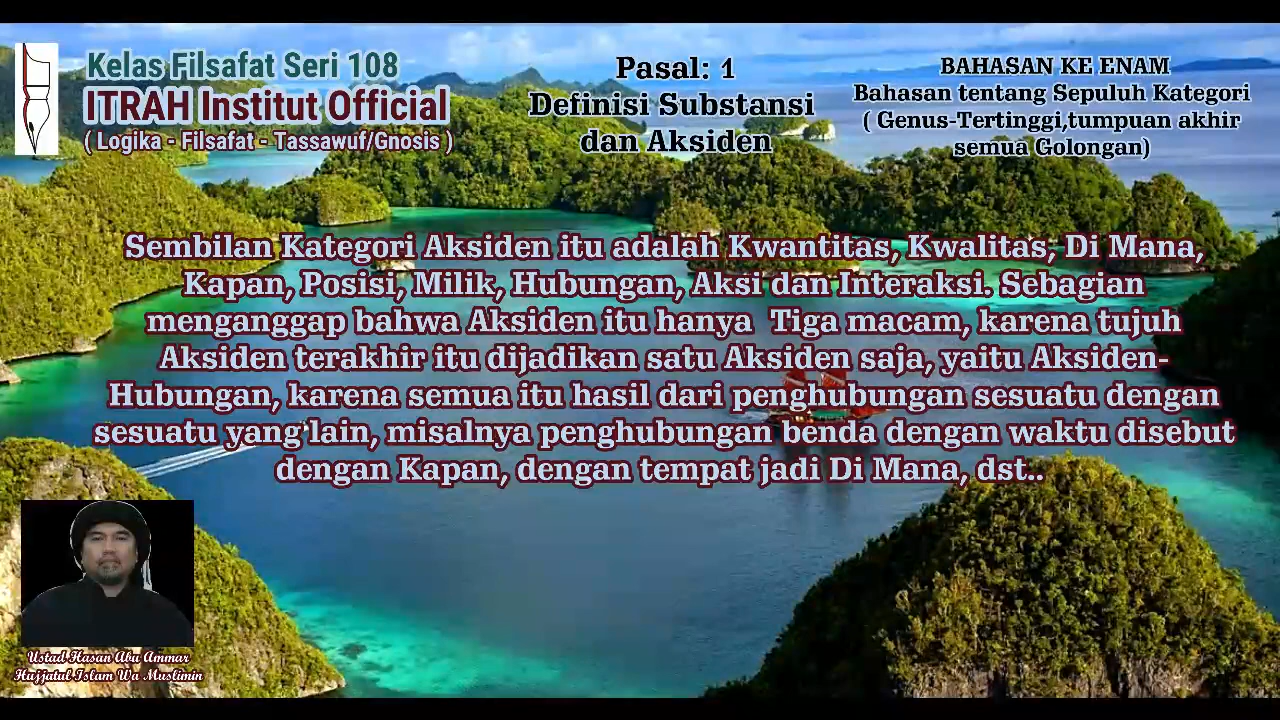 Kelas Filsafat Seri 108
ITRAH Institut Official
( Logika - Filsafat - Tassawuf/Gnosis )
Pasal: 1
Definisi Substansi
dan Aksiden
BAHASAN KE ENAM
Bahasan tentang Sepuluh Kategori
( Genus-Tertinggi,tumpuan akhir
semua Golongan)
Sembilan Kategori Aksiden itu adalah Kwantitas, Kwalitas, Di Mana,
Kapan, Posisi, Milik, Hubungan, Aksi dan Interaksi. Sebagian
menganggap bahwa Aksiden itu hanya  Tiga macam, karena tujuh
Aksiden terakhir itu dijadikan satu Aksiden saja, yaitu Aksiden-
Hubungan, karena semua itu hasil dari penghubungan sesuatu dengan
sesuatu yang lain, misalnya penghubungan benda dengan waktu disebut
dengan Kapan, dengan tempat jadi Di Mana, dst..
Ustad Hasan Abu Ammar
Hujjatul Islam Wa Muslimin